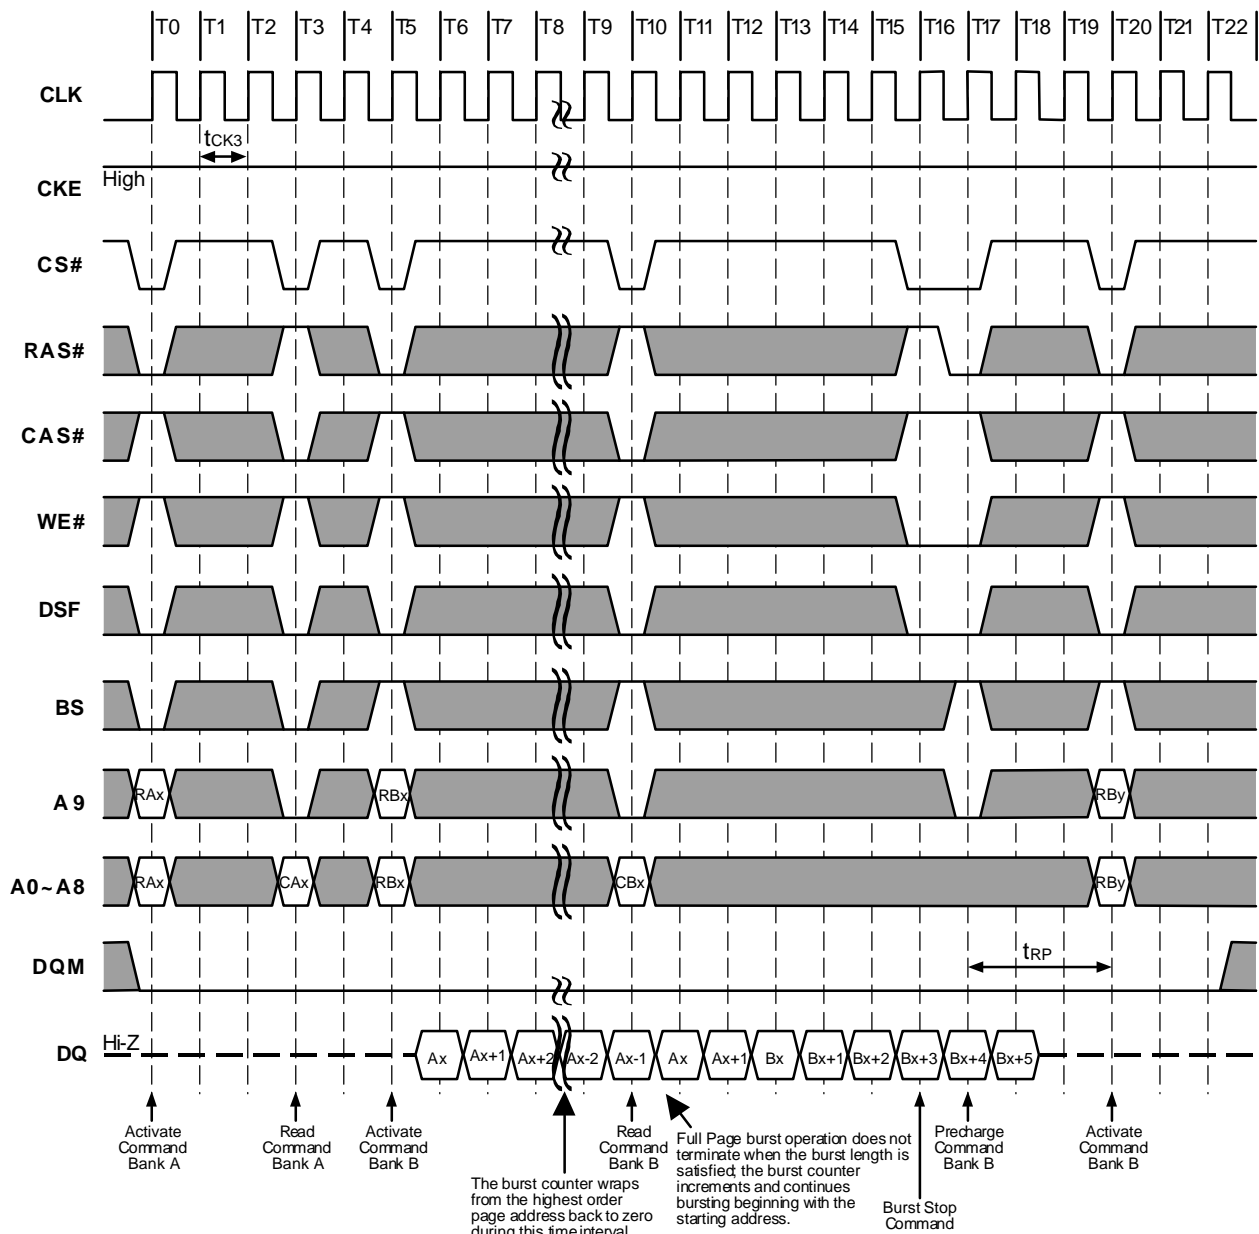 T0 T1 T2 T3 T4 T5 T6 T7 T8 T9 T10 T11 T12 T13 T14 T15 T16 T17 T18 T19 T20 T21 T22
CLK
tCK3
High
CKE
CS#
RAS#
CAS#
WE#
DSF
BS
A9
RAx RBx RBy
A0~A8
RAx CAx RBx CBx RBy
DQM
tRP
DQ
Hi-Z
Ax Ax+1 Ax+2 Ax-2 Ax-1 Ax Ax+1 Bx Bx+1 Bx+2 Bx+3 Bx+4 Bx+5
Activate
Command
Bank A
Read
Command
Bank A
Activate
Command
Bank B
The burst counter wraps
from the highest order
page address back to zero
during this time interval
Read
Command
Bank B
Full Page burst operation does not
terminate when the burst length is
satisfied; the burst counter
increments and continues
bursting beginning with the
starting address.
Burst Stop
Command
Precharge
Command
Bank B
Activate
Command
Bank B